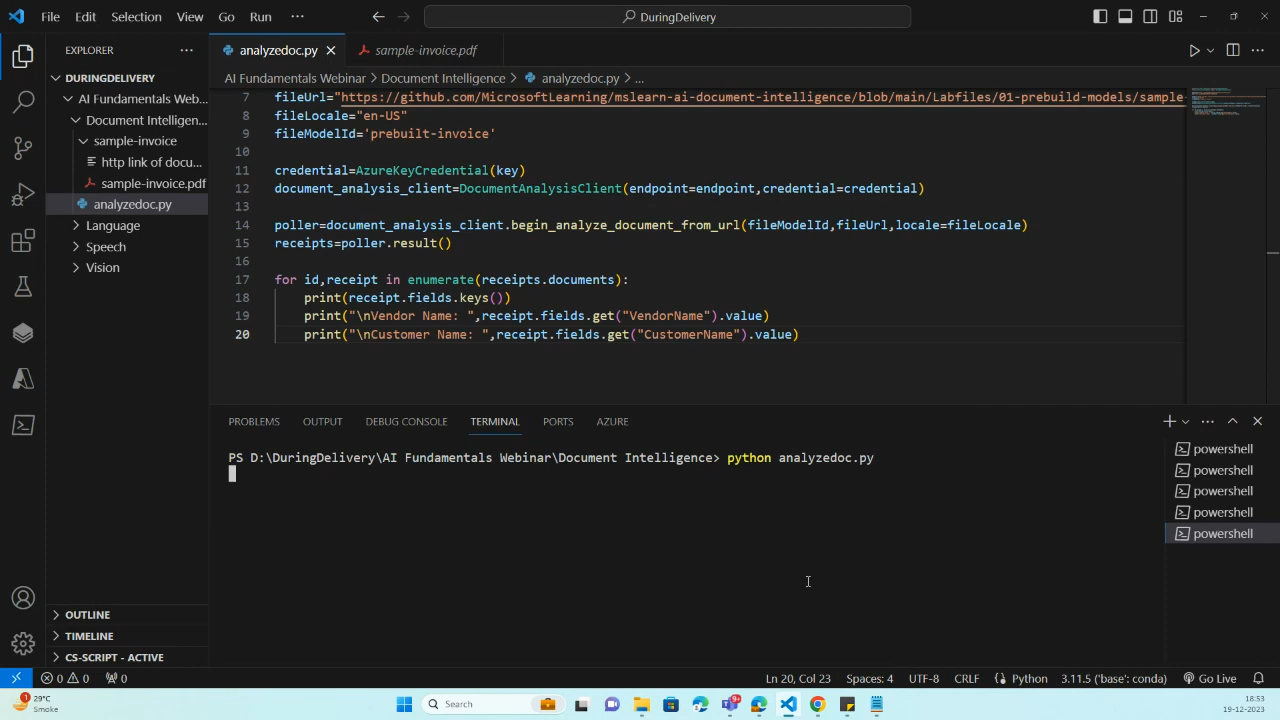 File Edit Selection View Go Run ··· DuringDelivery
EXPLORER ···
DURINGDELIVERY
AI Fundamentals Web...
Document Intelligen...
sample-invoice
http link of docu...
sample-invoice.pdf
analyzedoc.py
Language
Speech
Vision
OUTLINE
TIMELINE
CS-SCRIPT - ACTIVE
analyzedoc.py sample-invoice.pdf
AI Fundamentals Webinar > Document Intelligence > analyzedoc.py > ...
7 fileUrl="https://github.com/MicrosoftLearning/mslearn-ai-document-intelligence/blob/main/Labfiles/01-prebuild-models/sample-
8 fileLocale="en-US"
9 fileModelId='prebuilt-invoice'
10
11 credential=AzureKeyCredential(key)
12 document_analysis_client=DocumentAnalysisClient(endpoint=endpoint,credential=credential)
13
14 poller=document_analysis_client.begin_analyze_document_from_url(fileModelId,fileUrl,locale=fileLocale)
15 receipts=poller.result()
16
17 for id,receipt in enumerate(receipts.documents):
18 print(receipt.fields.keys())
19 print("\nVendor Name: ",receipt.fields.get("VendorName").value)
20 print("\nCustomer Name: ",receipt.fields.get("CustomerName").value)
PROBLEMS OUTPUT DEBUG CONSOLE TERMINAL PORTS AZURE
PS D:\DuringDelivery\AI Fundamentals Webinar\Document Intelligence> python analyzedoc.py
powershell
powershell
powershell
powershell
powershell
0 0 0 Ln 20, Col 23 Spaces: 4 UTF-8 CRLF Python 3.11.5 ('base': conda) Go Live
1 29°C
Smoke
Search
9+
18:53
19-12-2023